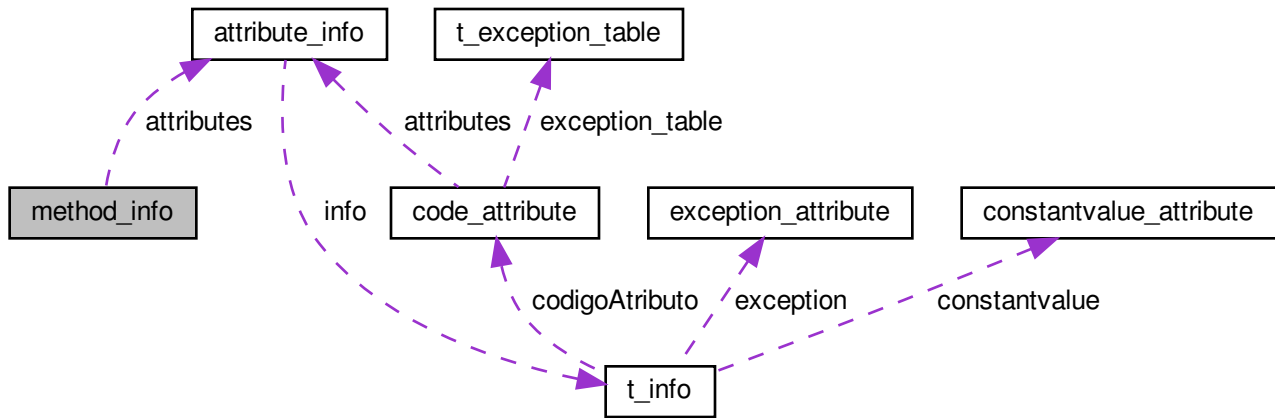 attribute_info
t_exception_table
attributes
attributes
exception_table
method_info
info
code_attribute
exception_attribute
constantvalue_attribute
codigoAtributo
exception
constantvalue
t_info